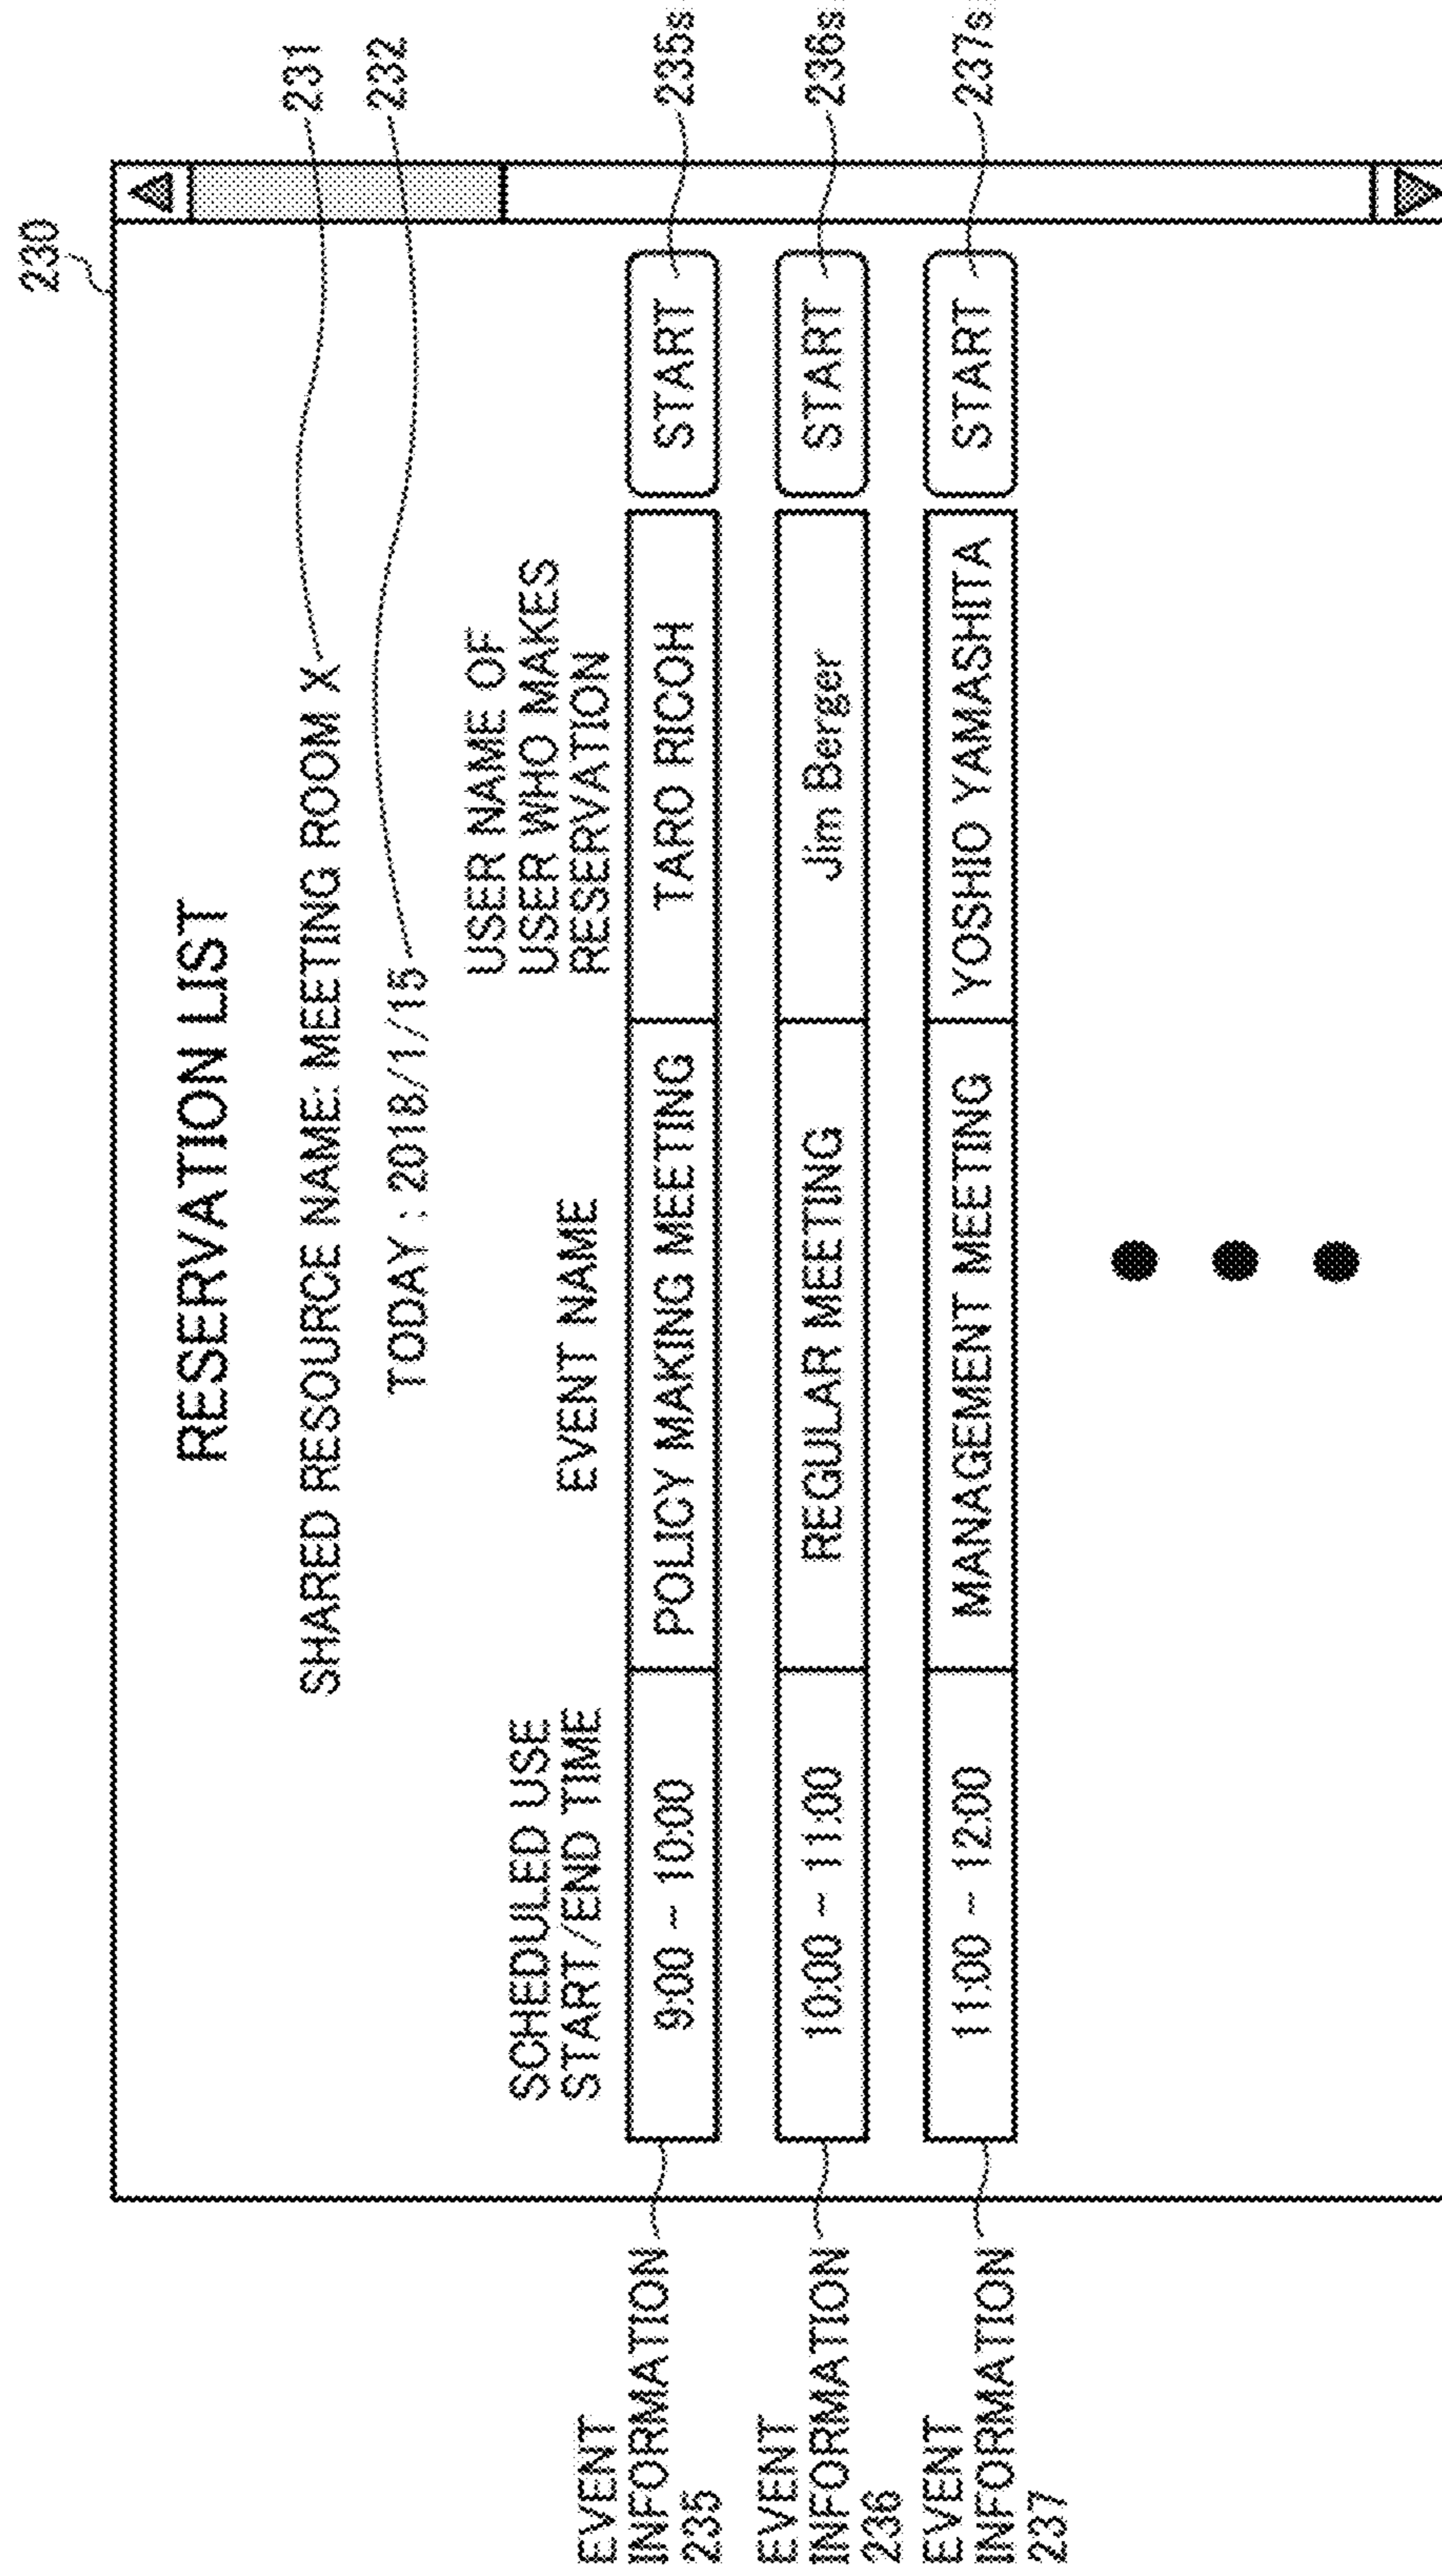 230
RESERVATION LIST
SHARED RESOURCE NAME: MEETING ROOM X
231
TODAY : 2018/1/15
232
SCHEDULED USE
START/END TIME
EVENT NAME
USER NAME OF
USER WHO MAKES
RESERVATION
EVENT
INFORMATION
235
9:00 - 10:00
POLICY MAKING MEETING
TARO RICOH
START
235s
EVENT
INFORMATION
236
10:00 - 11:00
REGULAR MEETING
Jim Berger
START
236s
EVENT
INFORMATION
237
11:00 - 12:00
MANAGEMENT MEETING
YOSHIO YAMASHITA
START
237s